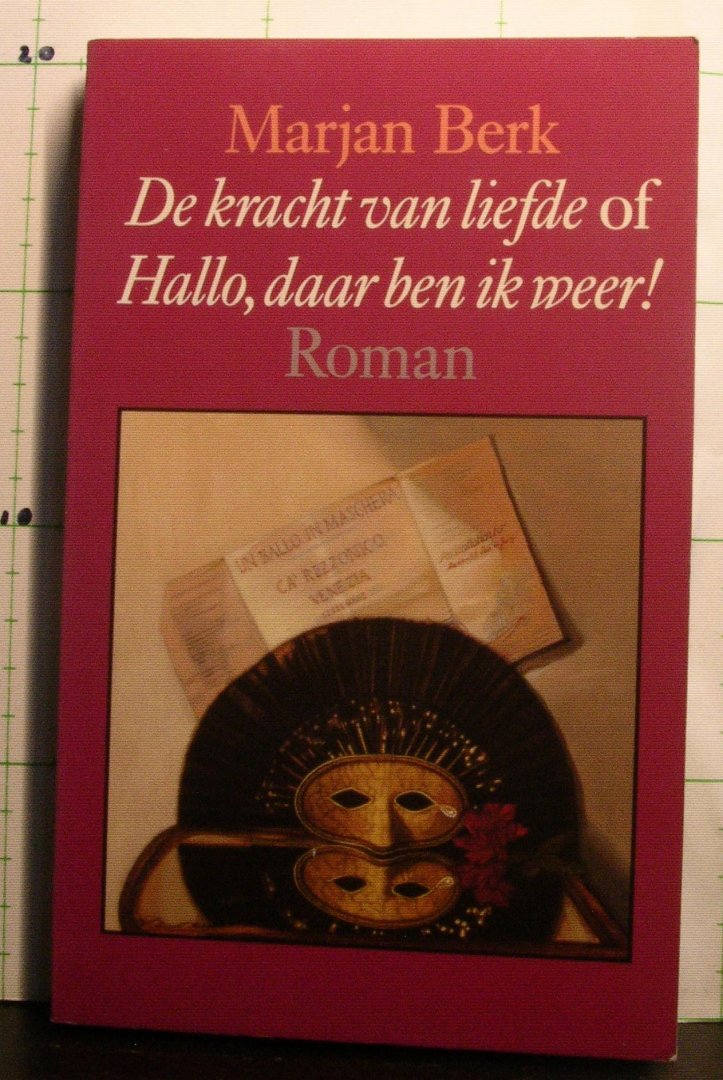 20
Marjan Berk
De kracht van liefde of
Hallo, daar ben ik weer!
Roman
10
UN BALLO IN MASCHERA
CA' REZZONICO
VENEZIA